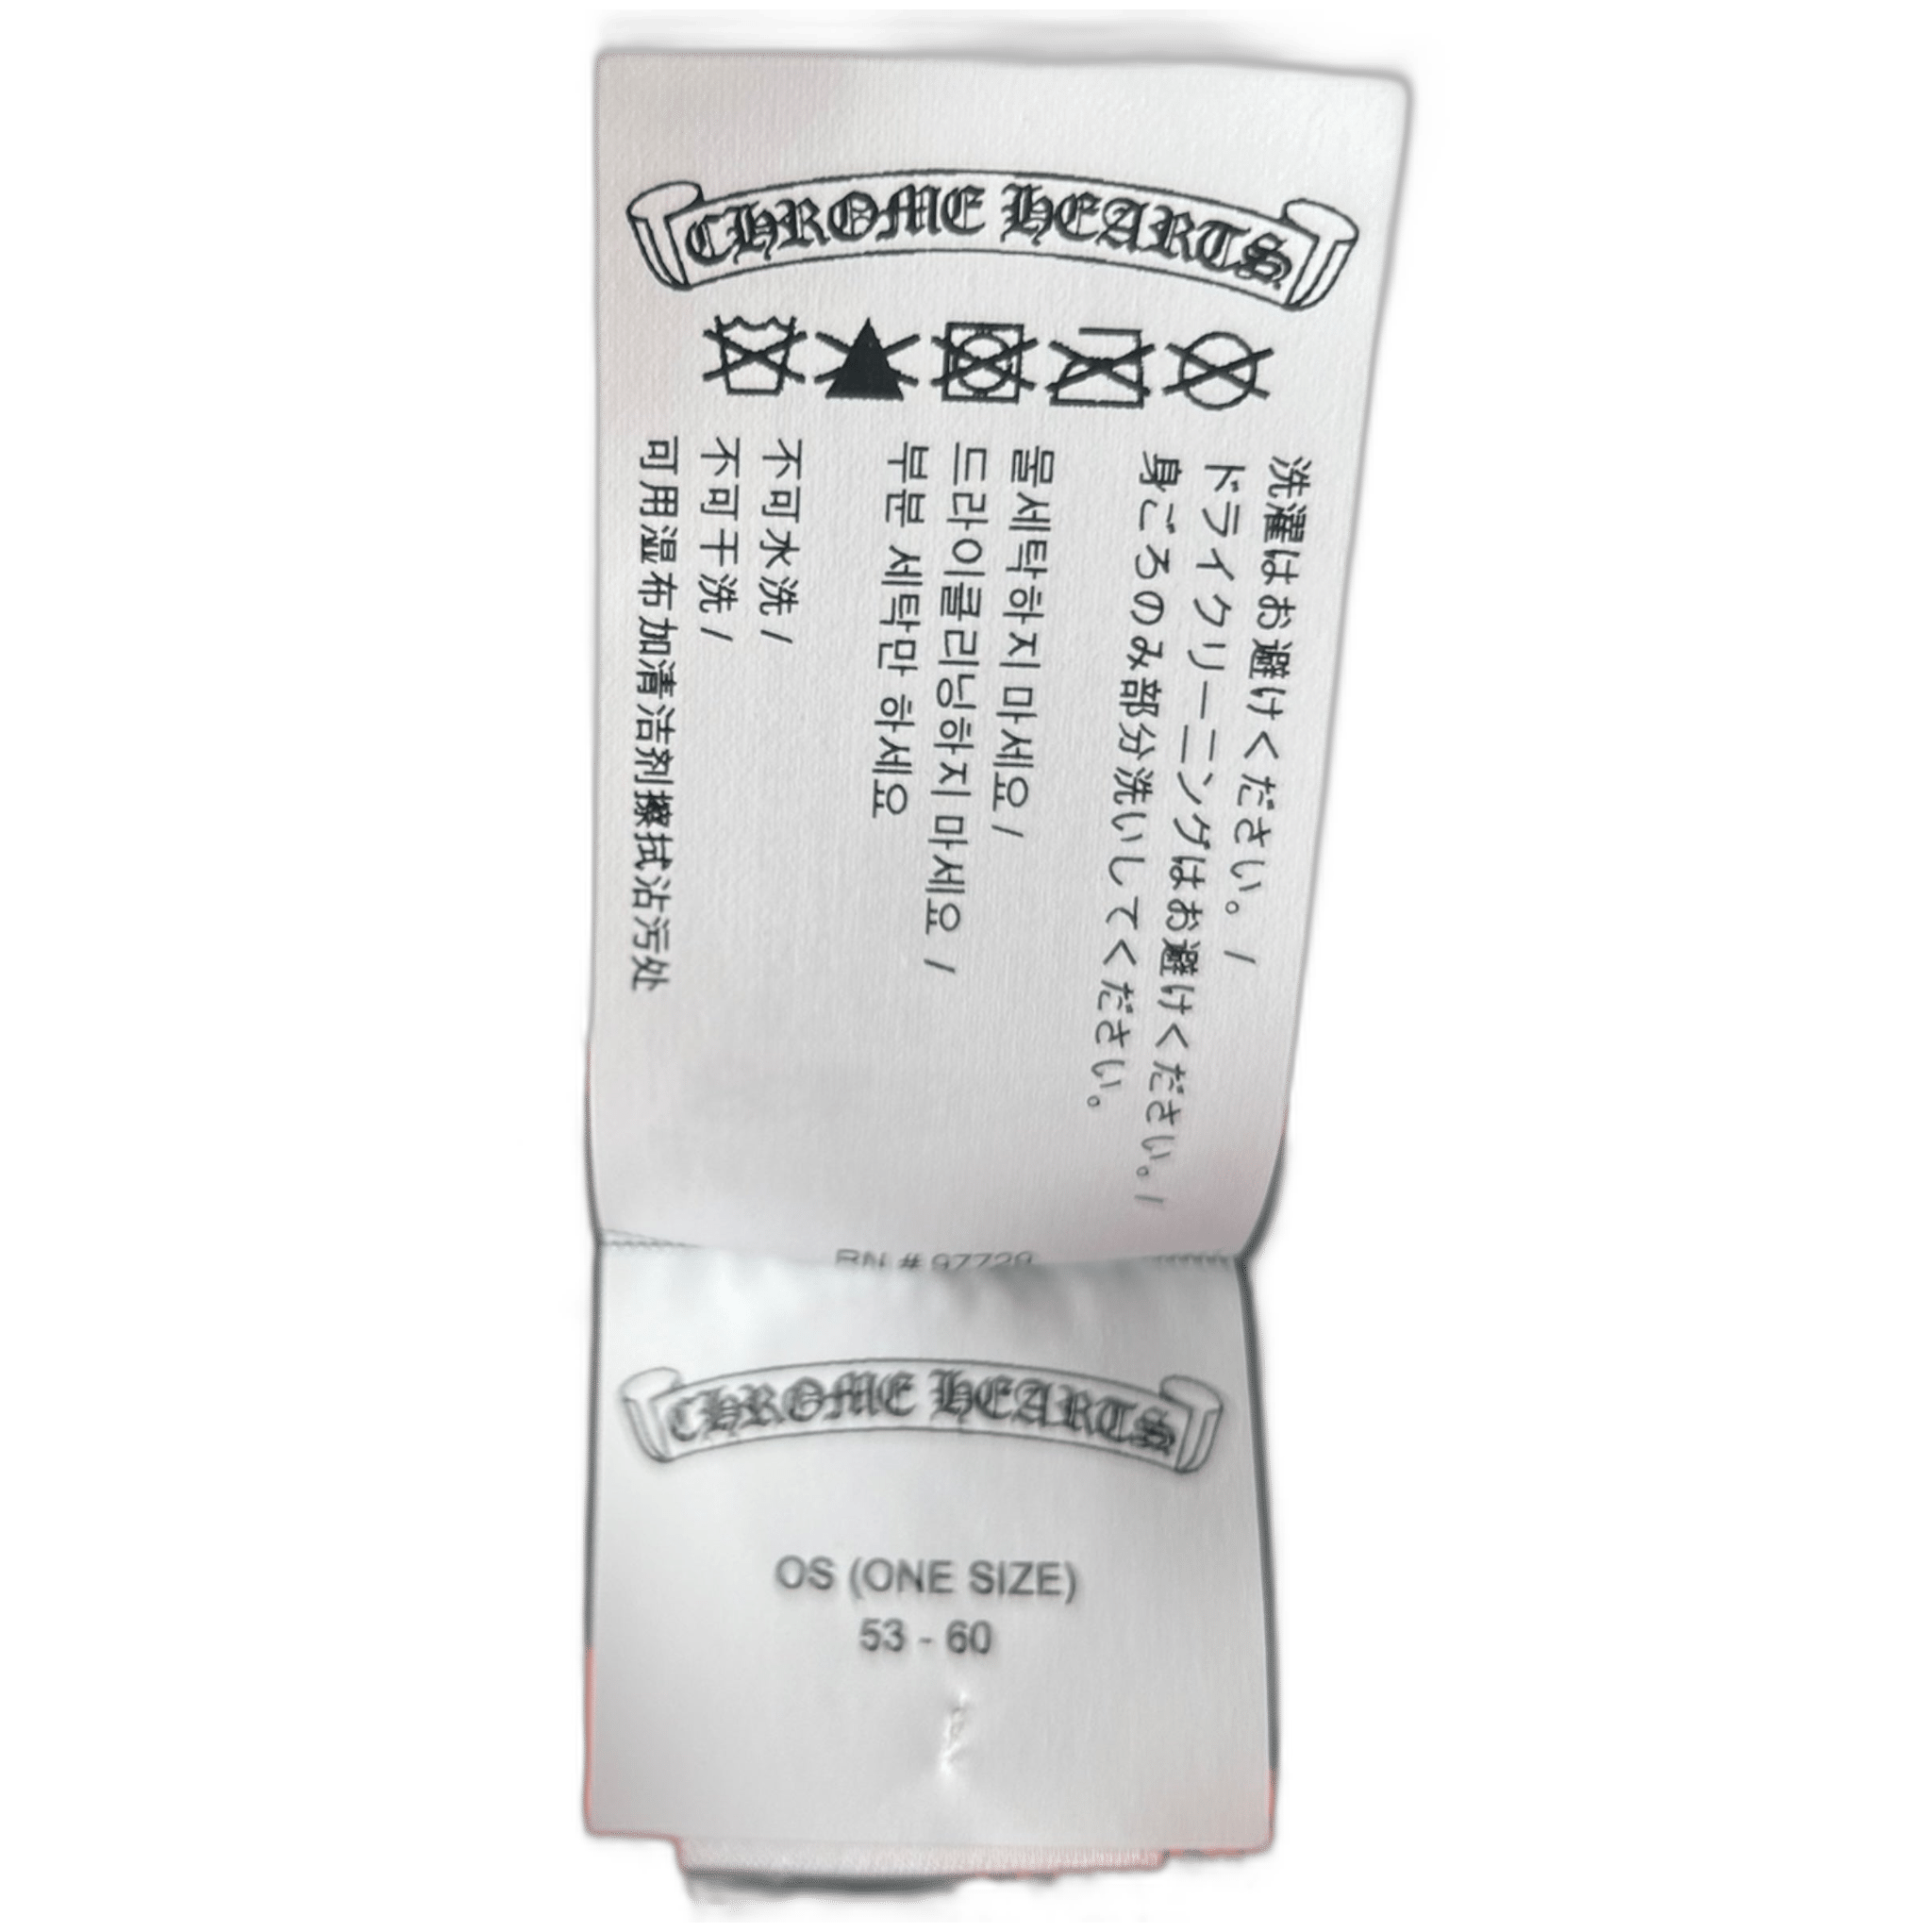 CHROME HEARTS
洗濯はお避けください。 /
ドライクリーニングはお避けください。 /
身ごろのみ部分洗いしてください。
물세탁하지 마세요 /
드라이클리닝하지 마세요 /
부분 세탁만 하세요
不可水洗 /
不可干洗 /
可用湿布加清洁剂擦拭沾污处
RN # 97729
CHROME HEARTS
OS (ONE SIZE)
53 - 60